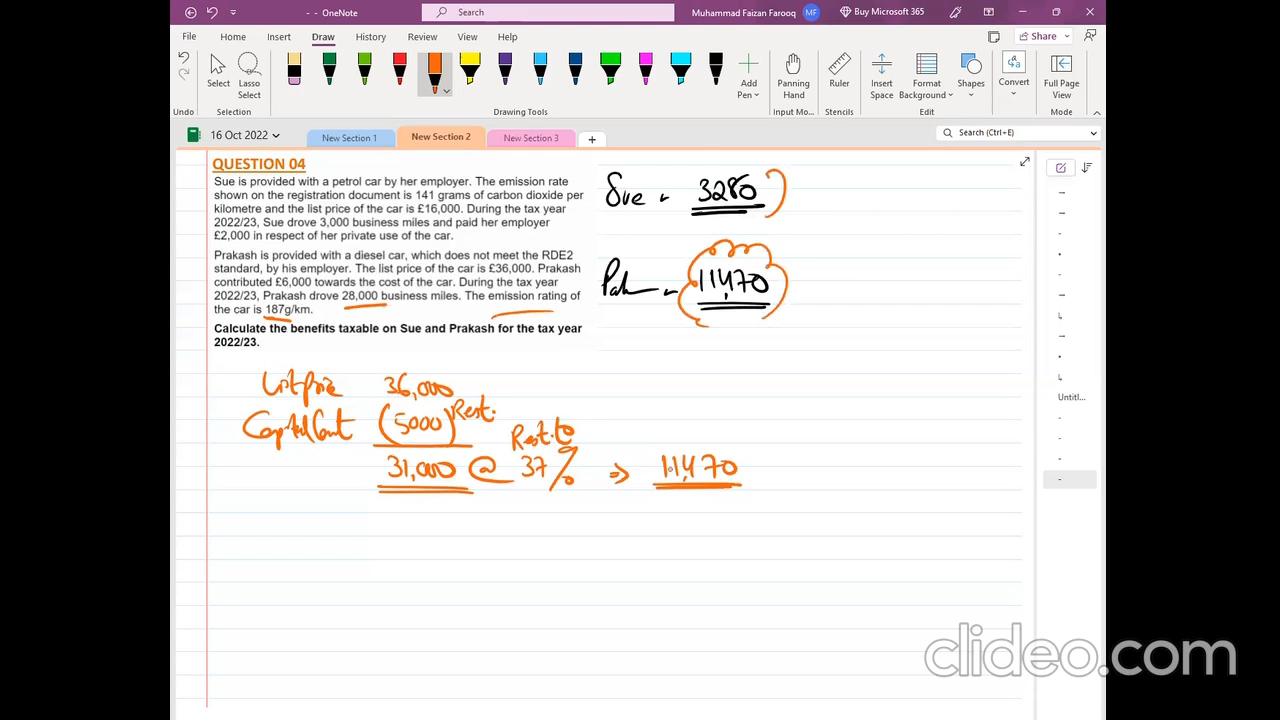 - - OneNote
Search
Muhammad Faizan Farooq
MF
Buy Microsoft 365
File Home Insert Draw History Review View Help
Share
Select
Lasso Select
Add Pen
Panning Hand
Ruler
Insert Space
Format Background
Shapes
Convert
Full Page View
Undo
Selection
Drawing Tools
Input Mo...
Stencils
Edit
Mode
16 Oct 2022
New Section 1
New Section 2
New Section 3
+
Search (Ctrl+E)
QUESTION 04
Sue is provided with a petrol car by her employer. The emission rate
shown on the registration document is 141 grams of carbon dioxide per
kilometre and the list price of the car is £16,000. During the tax year
2022/23, Sue drove 3,000 business miles and paid her employer
£2,000 in respect of her private use of the car.
Prakash is provided with a diesel car, which does not meet the RDE2
standard, by his employer. The list price of the car is £36,000. Prakash
contributed £6,000 towards the cost of the car. During the tax year
2022/23, Prakash drove 28,000 business miles. The emission rating of
the car is 187g/km.
Calculate the benefits taxable on Sue and Prakash for the tax year
2022/23.
Sue - 3280
11,470
List Price 36,000
Capital Cont (5000) Rest.
Rest. to
31,000 @ 37% ⇒ 11,470
Untitl...
clideo.com